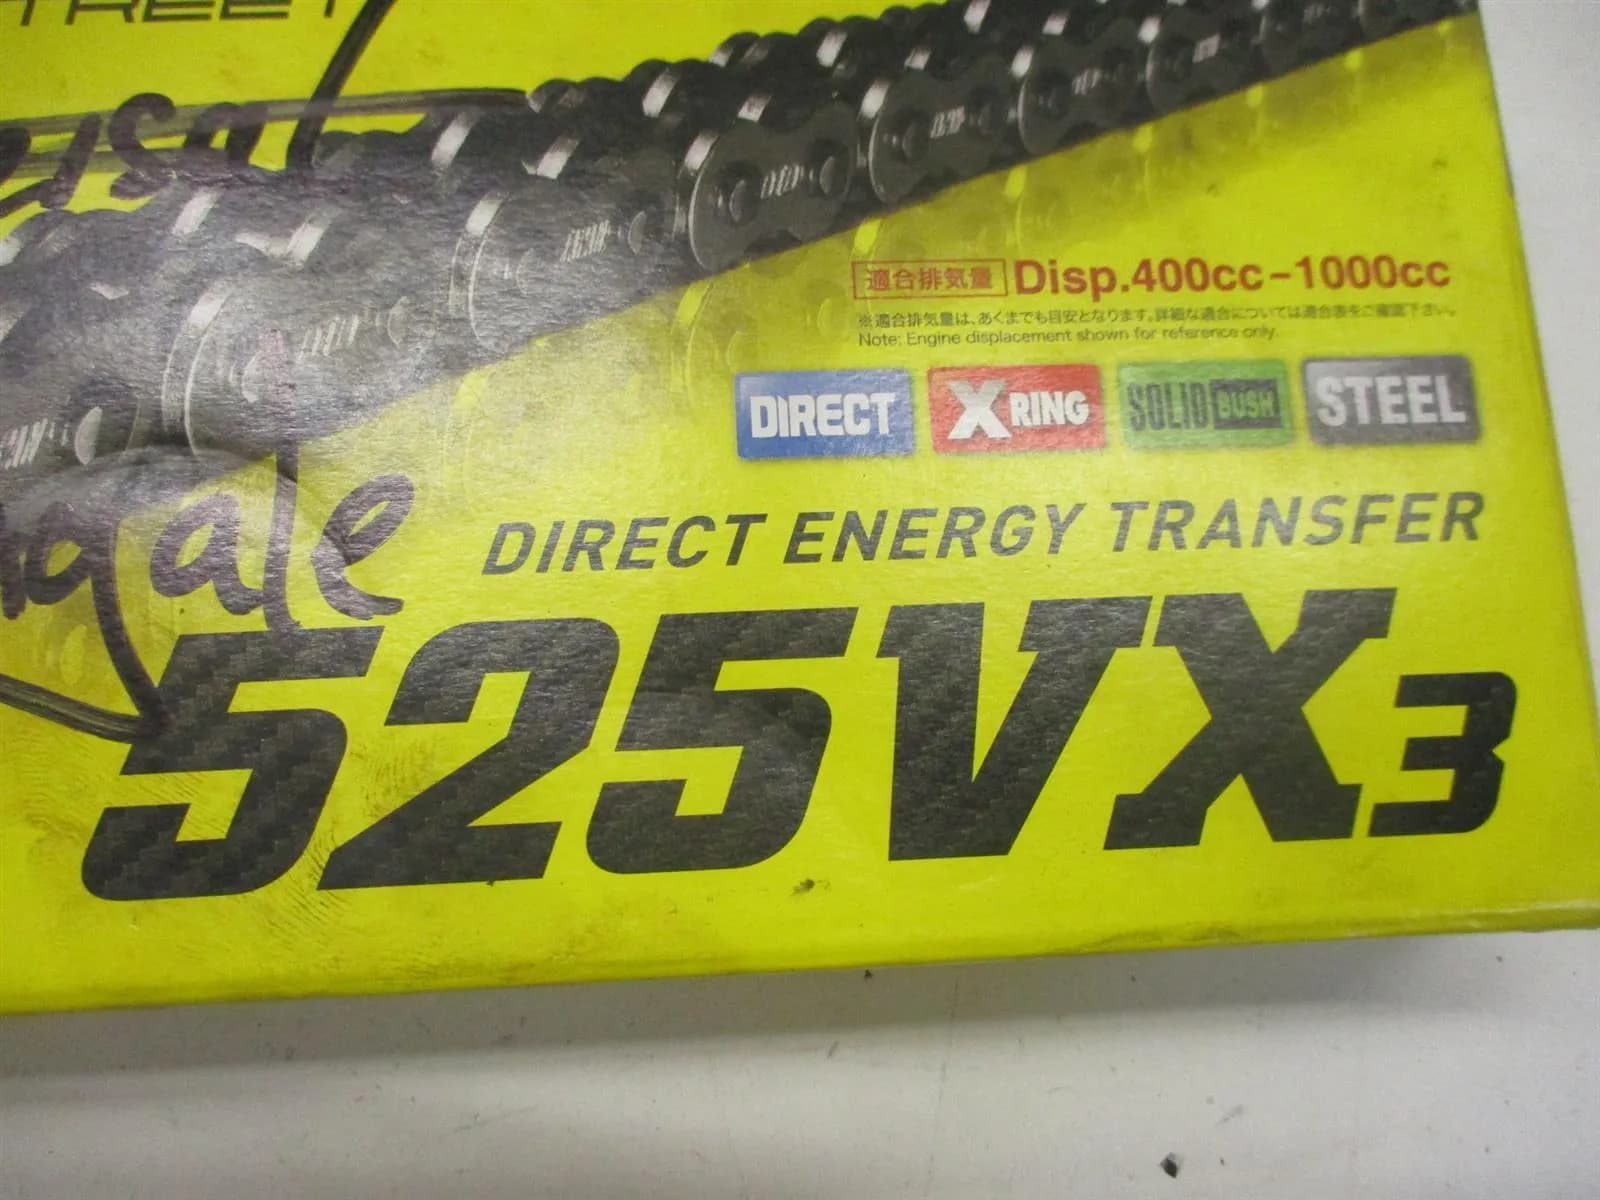 適合排気量 Disp.400cc-1000cc
※適合排気量は、あくまでも目安となります。詳細な適合については適合表をご確認下さい。
Note: Engine displacement shown for reference only.
DIRECT X RING SOLID BUSH STEEL
DIRECT ENERGY TRANSFER
525VX3